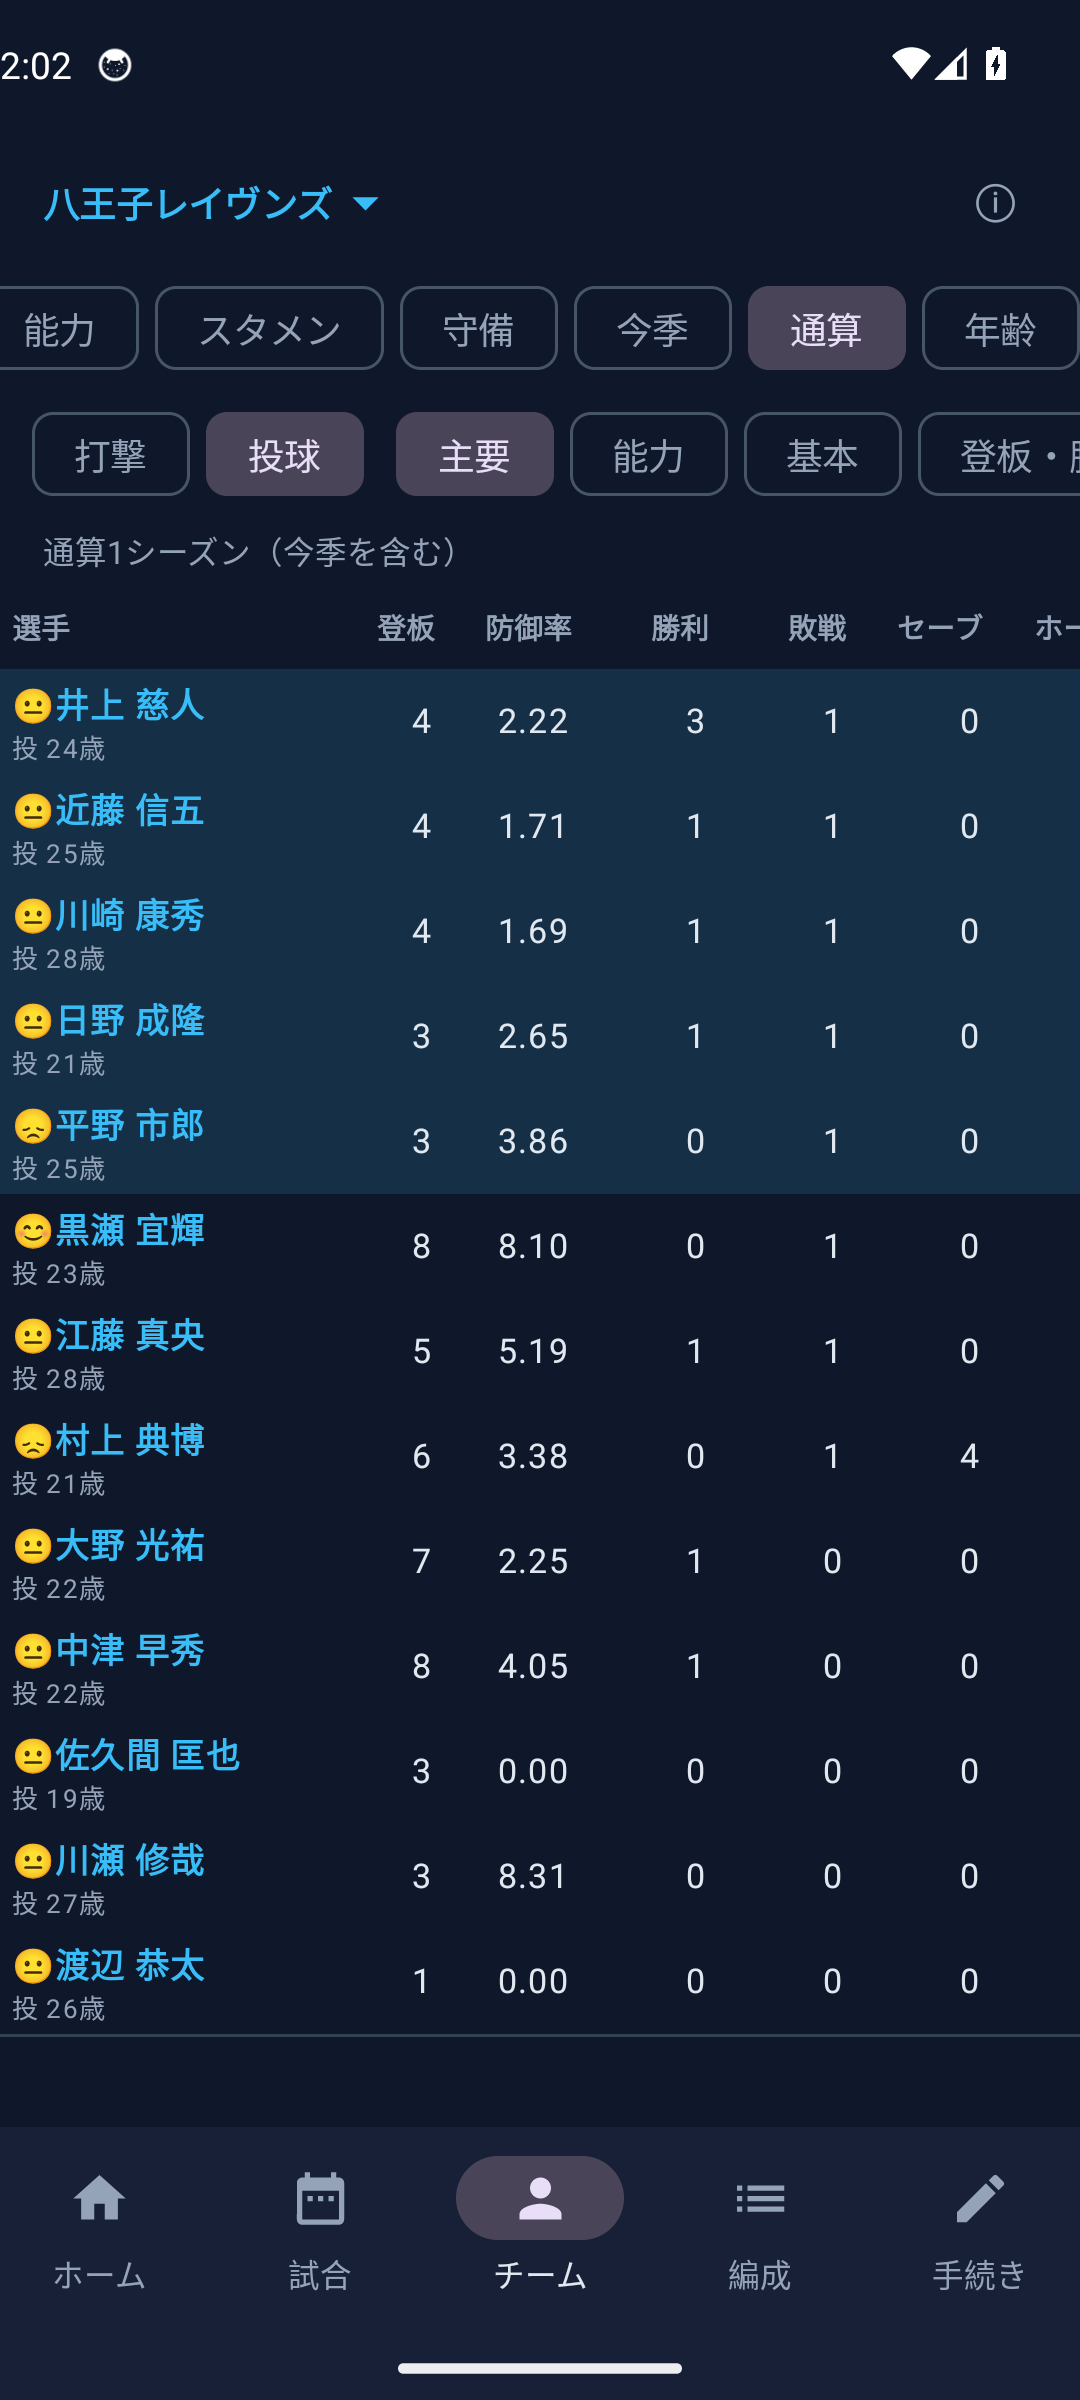 2:02
八王子レイヴンズ
能力 スタメン 守備 今季 通算 年齢
打撃 投球 主要 能力 基本 登板・
通算1シーズン（今季を含む）
選手 登板 防御率 勝利 敗戦 セーブ ホー
井上 慈人 4 2.22 3 1 0
投 24歳
近藤 信五 4 1.71 1 1 0
投 25歳
川崎 康秀 4 1.69 1 1 0
投 28歳
日野 成隆 3 2.65 1 1 0
投 21歳
平野 市郎 3 3.86 0 1 0
投 25歳
黒瀬 宜輝 8 8.10 0 1 0
投 23歳
江藤 真央 5 5.19 1 1 0
投 28歳
村上 典博 6 3.38 0 1 4
投 21歳
大野 光祐 7 2.25 1 0 0
投 22歳
中津 早秀 8 4.05 1 0 0
投 22歳
佐久間 匡也 3 0.00 0 0 0
投 19歳
川瀬 修哉 3 8.31 0 0 0
投 27歳
渡辺 恭太 1 0.00 0 0 0
投 26歳
ホーム 試合 チーム 編成 手続き